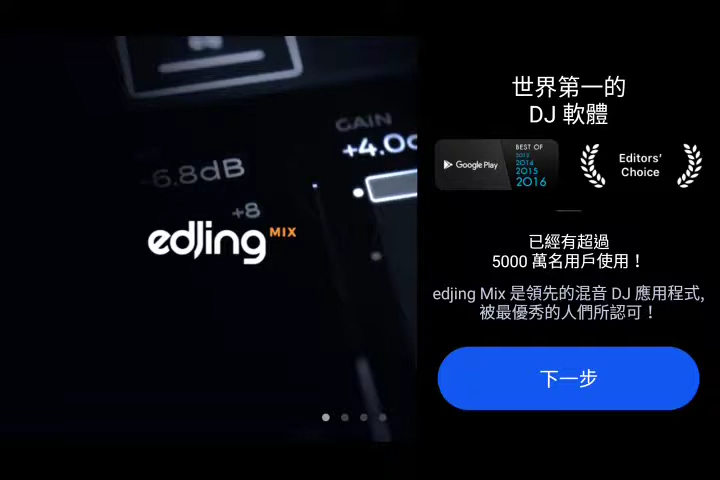 GAIN
-6.8dB
+8
edjing MIX
世界第一的
DJ 軟體
Google Play
BEST OF
2014
2015
2016
Editors'
Choice
已經有超過
5000 萬名用戶使用！
edjing Mix 是領先的混音 DJ 應用程式,
被最優秀的人們所認可！
下一步